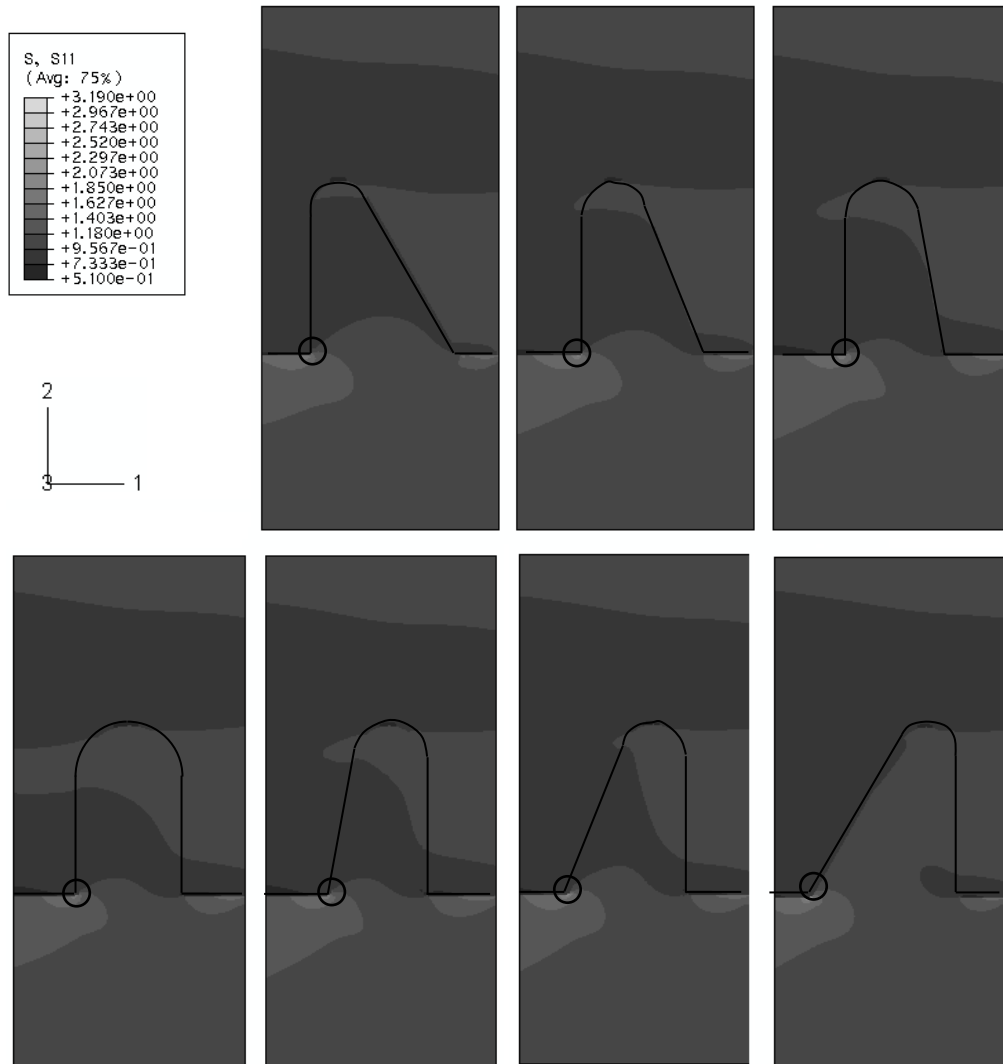 S, S11
(Avg: 75%)
+3.190e+00
+2.967e+00
+2.743e+00
+2.520e+00
+2.297e+00
+2.073e+00
+1.850e+00
+1.627e+00
+1.403e+00
+1.180e+00
+9.567e-01
+7.333e-01
+5.100e-01
2
3
1